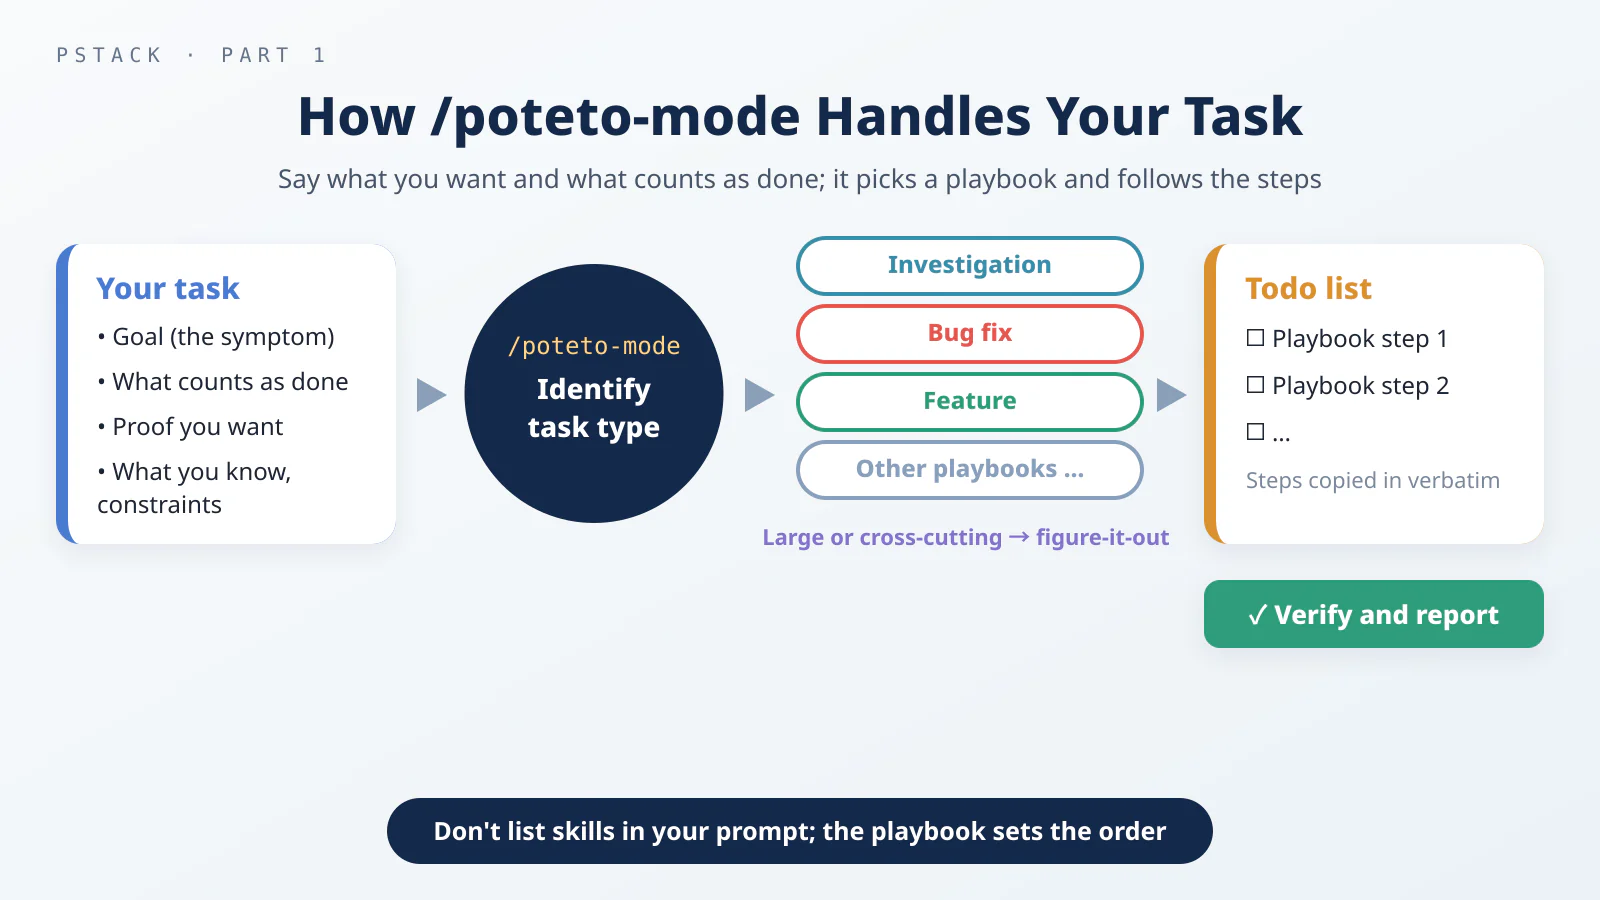 PSTACK · PART 1
How /poteto-mode Handles Your Task
Say what you want and what counts as done; it picks a playbook and follows the steps
Your task
• Goal (the symptom)
• What counts as done
• Proof you want
• What you know,
constraints
/poteto-mode
Identify
task type
Investigation
Bug fix
Feature
Other playbooks ...
Large or cross-cutting → figure-it-out
Todo list
☐ Playbook step 1
☐ Playbook step 2
☐ ...
Steps copied in verbatim
✓ Verify and report
Don't list skills in your prompt; the playbook sets the order